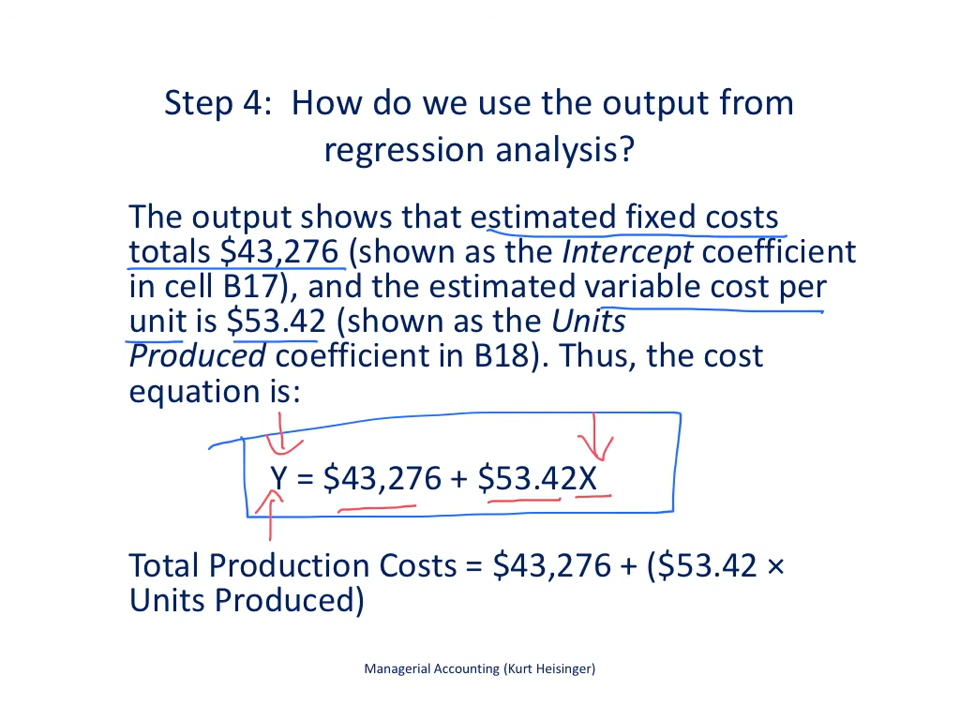 Step 4:  How do we use the output from
regression analysis?
The output shows that estimated fixed costs
totals $43,276 (shown as the Intercept coefficient
in cell B17), and the estimated variable cost per
unit is $53.42 (shown as the Units
Produced coefficient in B18). Thus, the cost
equation is:
Y = $43,276 + $53.42X
Total Production Costs = $43,276 + ($53.42 ×
Units Produced)
Managerial Accounting (Kurt Heisinger)